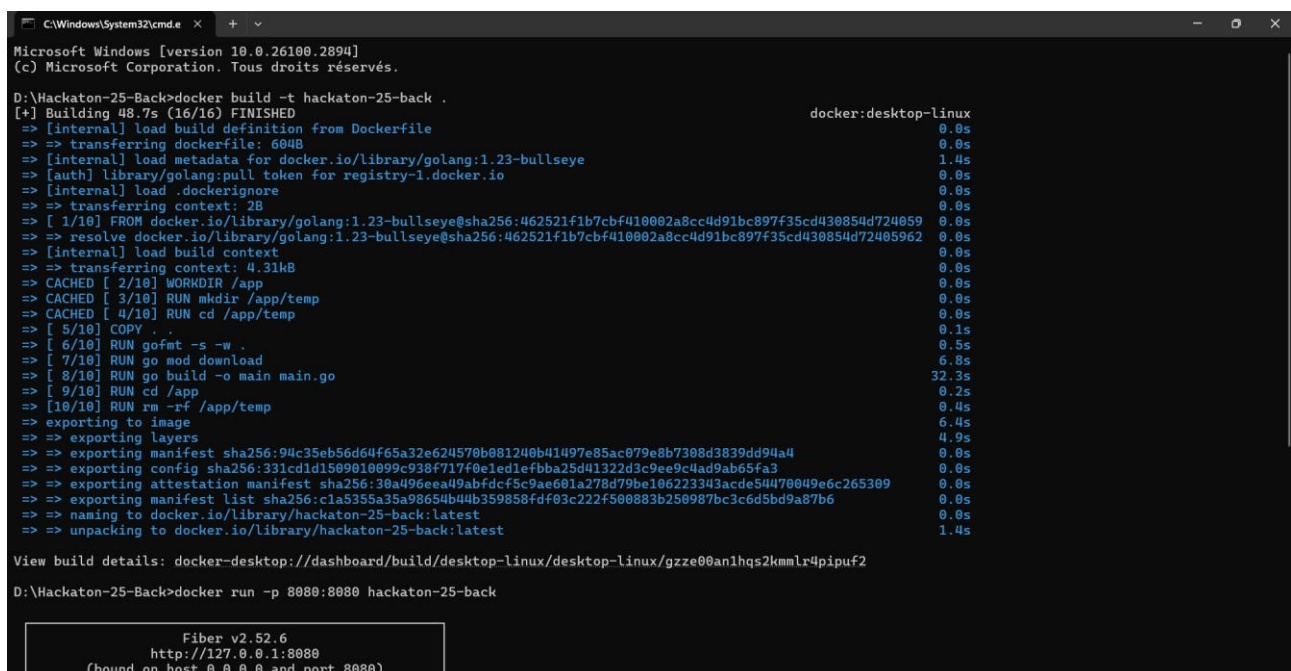 C:\Windows\System32\cmd.e
Microsoft Windows [version 10.0.26100.2894]
(c) Microsoft Corporation. Tous droits réservés.
D:\Hackaton-25-Back>docker build -t hackaton-25-back .
[+] Building 48.7s (16/16) FINISHED docker:desktop-linux
=> [internal] load build definition from Dockerfile 0.0s
=> => transferring dockerfile: 604B 0.0s
=> [internal] load metadata for docker.io/library/golang:1.23-bullseye 1.4s
=> [auth] library/golang:pull token for registry-1.docker.io 0.0s
=> [internal] load .dockerignore 0.0s
=> => transferring context: 2B 0.0s
=> [ 1/10] FROM docker.io/library/golang:1.23-bullseye@sha256:462521f1b7cbf410002a8cc4d91bc897f35cd430854d724059 0.0s
=> => resolve docker.io/library/golang:1.23-bullseye@sha256:462521f1b7cbf410002a8cc4d91bc897f35cd430854d72405962 0.0s
=> [internal] load build context 0.0s
=> => transferring context: 4.31kB 0.0s
=> CACHED [ 2/10] WORKDIR /app 0.0s
=> CACHED [ 3/10] RUN mkdir /app/temp 0.0s
=> CACHED [ 4/10] RUN cd /app/temp 0.0s
=> [ 5/10] COPY . . 0.1s
=> [ 6/10] RUN gofmt -s -w . 0.5s
=> [ 7/10] RUN go mod download 6.8s
=> [ 8/10] RUN go build -o main main.go 32.3s
=> [ 9/10] RUN cd /app 0.2s
=> [10/10] RUN rm -rf /app/temp 0.4s
=> exporting to image 6.4s
=> => exporting layers 4.9s
=> => exporting manifest sha256:94c35eb56d64f65a32e624570b081240b41497e85ac079e8b7308d3839dd94a4 0.0s
=> => exporting config sha256:331cd1d1509010099c938f717f0e1ed1efbba25d41322d3c9ee9c4ad9ab65fa3 0.0s
=> => exporting attestation manifest sha256:30a496eea49abfdcf5c9ae601a278d79be106223343acde54470049e6c265309 0.0s
=> => exporting manifest list sha256:c1a5355a35a98654b44b359858fdf03c222f500883b250987bc3c6d5bd9a87b6 0.0s
=> => naming to docker.io/library/hackaton-25-back:latest 0.0s
=> => unpacking to docker.io/library/hackaton-25-back:latest 1.4s
View build details: docker-desktop://dashboard/build/desktop-linux/desktop-linux/gzze00an1hqs2kmmlr4pipuf2
D:\Hackaton-25-Back>docker run -p 8080:8080 hackaton-25-back
Fiber v2.52.6
http://127.0.0.1:8080
(bound on host 0.0.0.0 and port 8080)